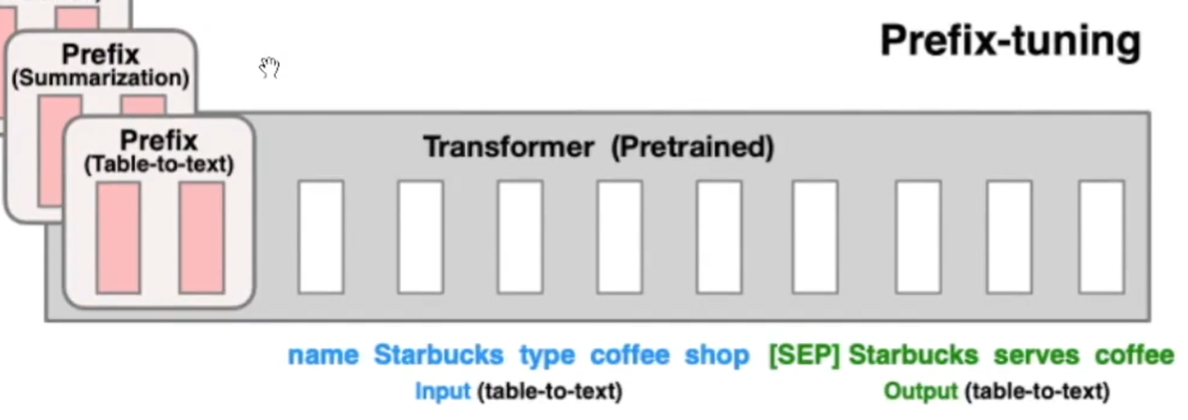 Prefix-tuning
Prefix
(Summarization)
Prefix
(Table-to-text)
Transformer (Pretrained)
name Starbucks type coffee shop [SEP] Starbucks serves coffee
Input (table-to-text) Output (table-to-text)